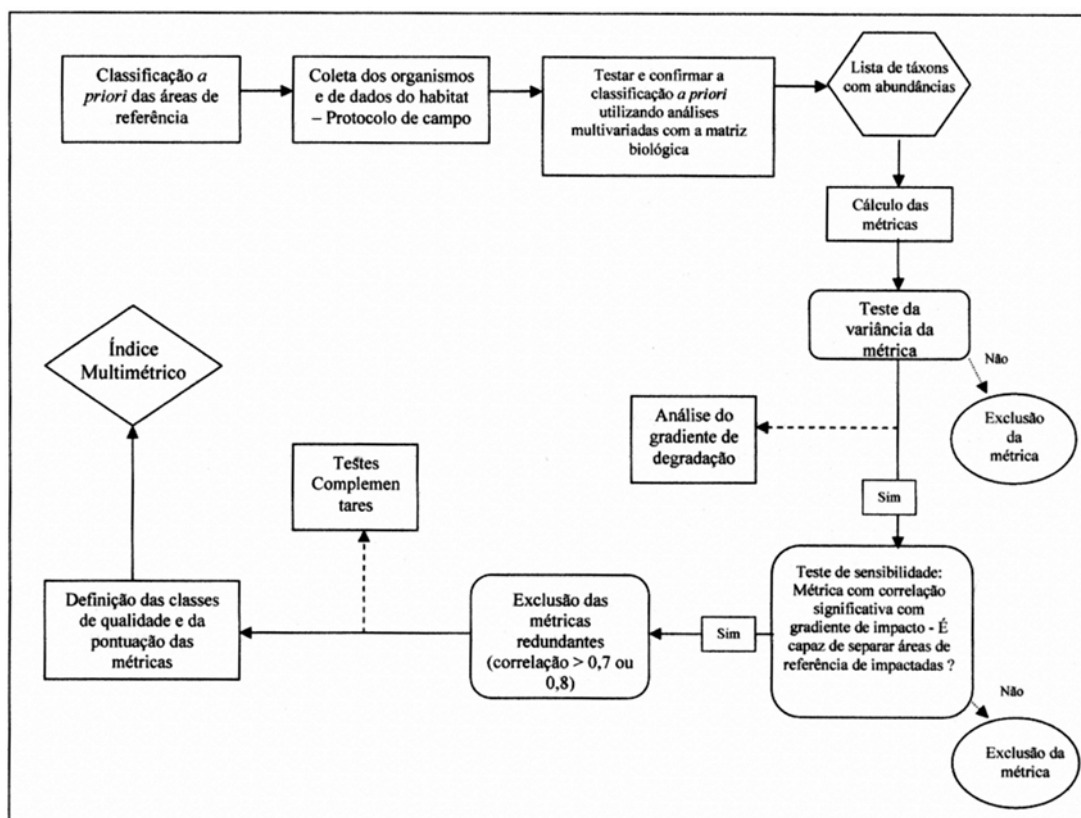 Classificação a
priori das áreas de
referência
Coleta dos organismos
e de dados do habitat
– Protocolo de campo
Testar e confirmar a
classificação a priori
utilizando análises
multivariadas com a matriz
biológica
Lista de táxons
com abundâncias
Cálculo das
métricas
Teste da
variância da
métrica
Não
Exclusão
da
métrica
Análise do
gradiente de
degradação
Sim
Teste de sensibilidade:
Métrica com correlação
significativa com
gradiente de impacto - É
capaz de separar áreas de
referência de impactadas ?
Não
Exclusão da
métrica
Sim
Exclusão das
métricas
redundantes
(correlação > 0,7 ou
0,8)
Testes
Complemen
tares
Definição das classes
de qualidade e da
pontuação das
métricas
Índice
Multimétrico